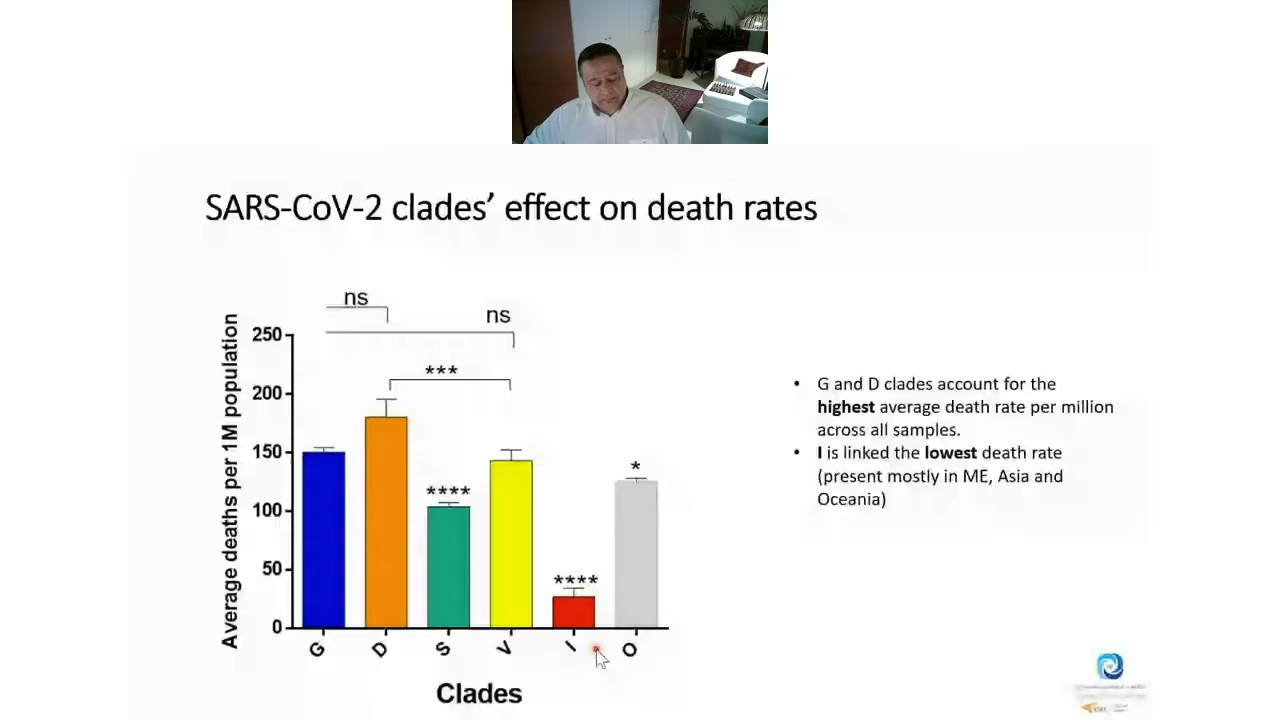 SARS-CoV-2 clades' effect on death rates
ns
ns
***
****
****
*
Average deaths per 1M population
250
200
150
100
50
0
G
D
S
V
I
O
Clades
• G and D clades account for the
highest average death rate per million
across all samples.
• I is linked the lowest death rate
(present mostly in ME, Asia and
Oceania)